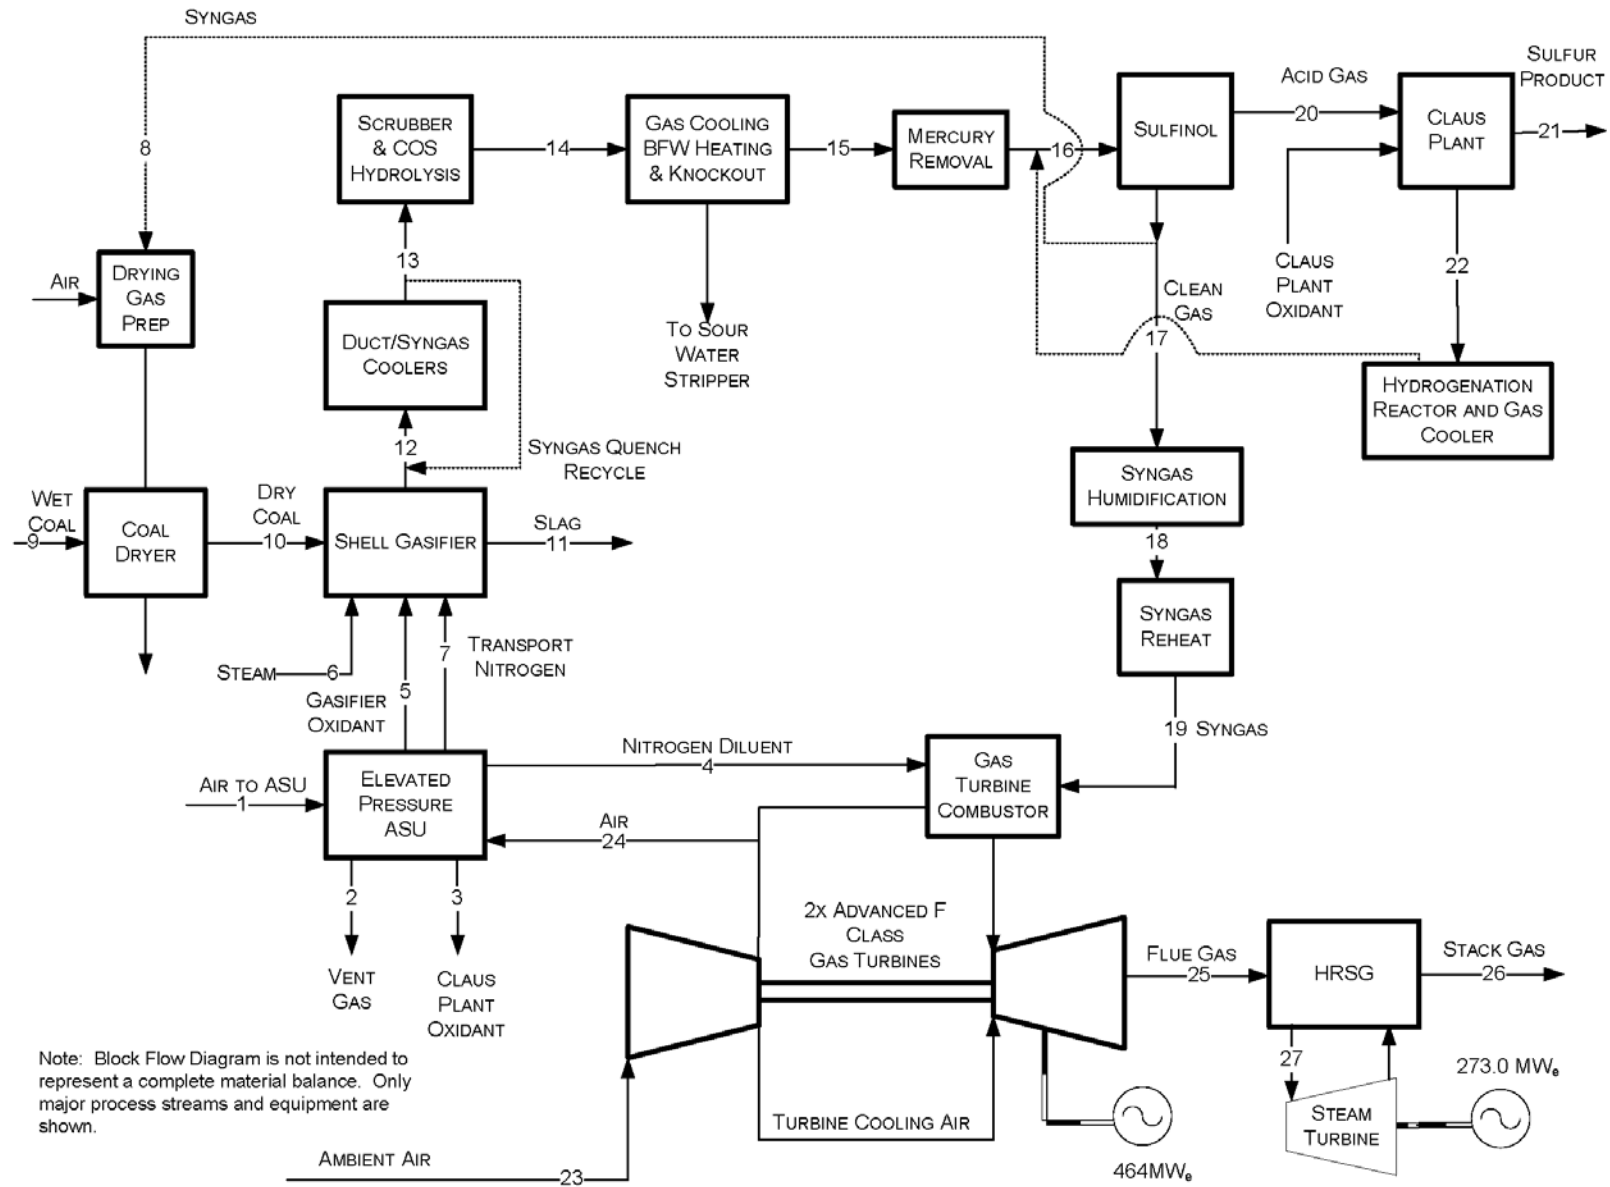 SYNGAS
8
SCRUBBER
& COS
HYDROLYSIS
14
GAS COOLING
BFW HEATING
& KNOCKOUT
15
MERCURY
REMOVAL
16
SULFINOL
ACID GAS
20
CLAUS
PLANT
SULFUR
PRODUCT
21
AIR
DRYING
GAS
PREP
13
DUCT/SYNGAS
COOLERS
12
SYNGAS QUENCH
RECYCLE
TO SOUR
WATER
STRIPPER
CLEAN
GAS
17
CLAUS
PLANT
OXIDANT
22
HYDROGENATION
REACTOR AND GAS
COOLER
WET
COAL
9
COAL
DRYER
DRY
COAL
10
SHELL GASIFIER
SLAG
11
SYNGAS
HUMIDIFICATION
18
SYNGAS
REHEAT
STEAM
6
GASIFIER
OXIDANT
5
7
TRANSPORT
NITROGEN
19 SYNGAS
AIR TO ASU
1
ELEVATED
PRESSURE
ASU
NITROGEN DILUENT
4
GAS
TURBINE
COMBUSTOR
AIR
24
2
3
VENT
GAS
CLAUS
PLANT
OXIDANT
2X ADVANCED F
CLASS
GAS TURBINES
FLUE GAS
25
HRSG
STACK GAS
26
27
STEAM
TURBINE
273.0 MWe
TURBINE COOLING AIR
464MWe
Note: Block Flow Diagram is not intended to
represent a complete material balance. Only
major process streams and equipment are
shown.
AMBIENT AIR
23